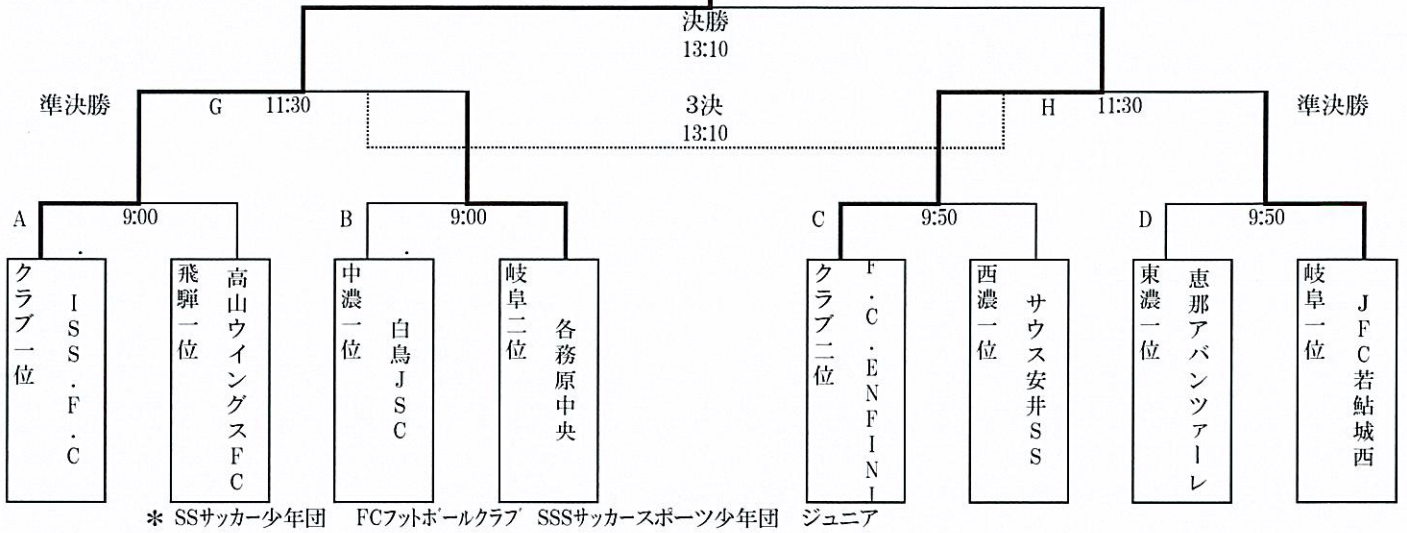 決勝
13:10
準決勝
G 11:30
3決
13:10
H 11:30
準決勝
A 9:00
B 9:00
C 9:50
D 9:50
クラブ一位
ISS.F.C
飛騨一位
高山ウイングスFC
中濃一位
白鳥JSC
岐阜二位
各務原中央
クラブ二位
F.C.ENFINI
西濃一位
サウス安井SS
東濃一位
恵那アバンツァーレ
岐阜一位
JFC若鮎城西
* SSサッカー少年団 FCフットボールクラブ SSSサッカースポーツ少年団 ジュニア